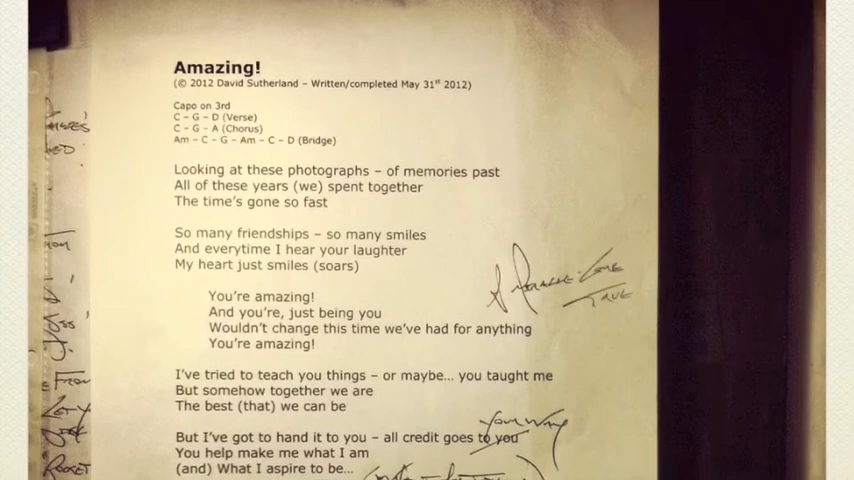 Amazing!
(© 2012 David Sutherland – Written/completed May 31st 2012)
Capo on 3rd
C – G – D (Verse)
C – G – A (Chorus)
Am – C – G – Am – C – D (Bridge)
Looking at these photographs – of memories past
All of these years (we) spent together
The time's gone so fast
So many friendships – so many smiles
And everytime I hear your laughter
My heart just smiles (soars)
You're amazing!
And you're, just being you
Wouldn't change this time we've had for anything
You're amazing!
TRUE
I've tried to teach you things – or maybe... you taught me
But somehow together we are
The best (that) we can be
YOUR WAY
But I've got to hand it to you – all credit goes to you
You help make me what I am
(and) What I aspire to be...
FROM
ROCKET